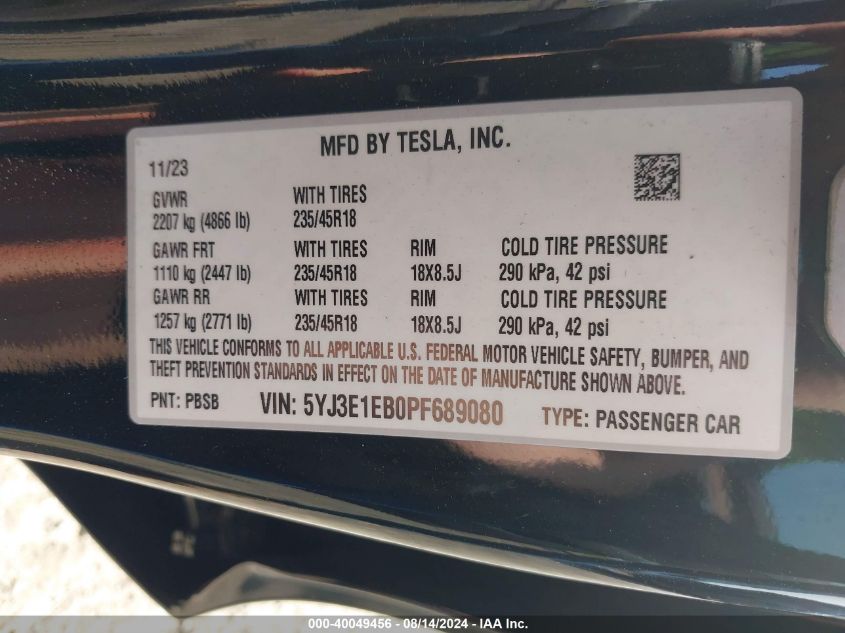 MFD BY TESLA, INC.
11/23
GVWR WITH TIRES
2207 kg (4866 lb) 235/45R18
GAWR FRT WITH TIRES RIM COLD TIRE PRESSURE
1110 kg (2447 lb) 235/45R18 18X8.5J 290 kPa, 42 psi
GAWR RR WITH TIRES RIM COLD TIRE PRESSURE
1257 kg (2771 lb) 235/45R18 18X8.5J 290 kPa, 42 psi
THIS VEHICLE CONFORMS TO ALL APPLICABLE U.S. FEDERAL MOTOR VEHICLE SAFETY, BUMPER, AND
THEFT PREVENTION STANDARDS IN EFFECT ON THE DATE OF MANUFACTURE SHOWN ABOVE.
PNT: PBSB VIN: 5YJ3E1EB0PF689080 TYPE: PASSENGER CAR
000-40049456 - 08/14/2024 - IAA Inc.